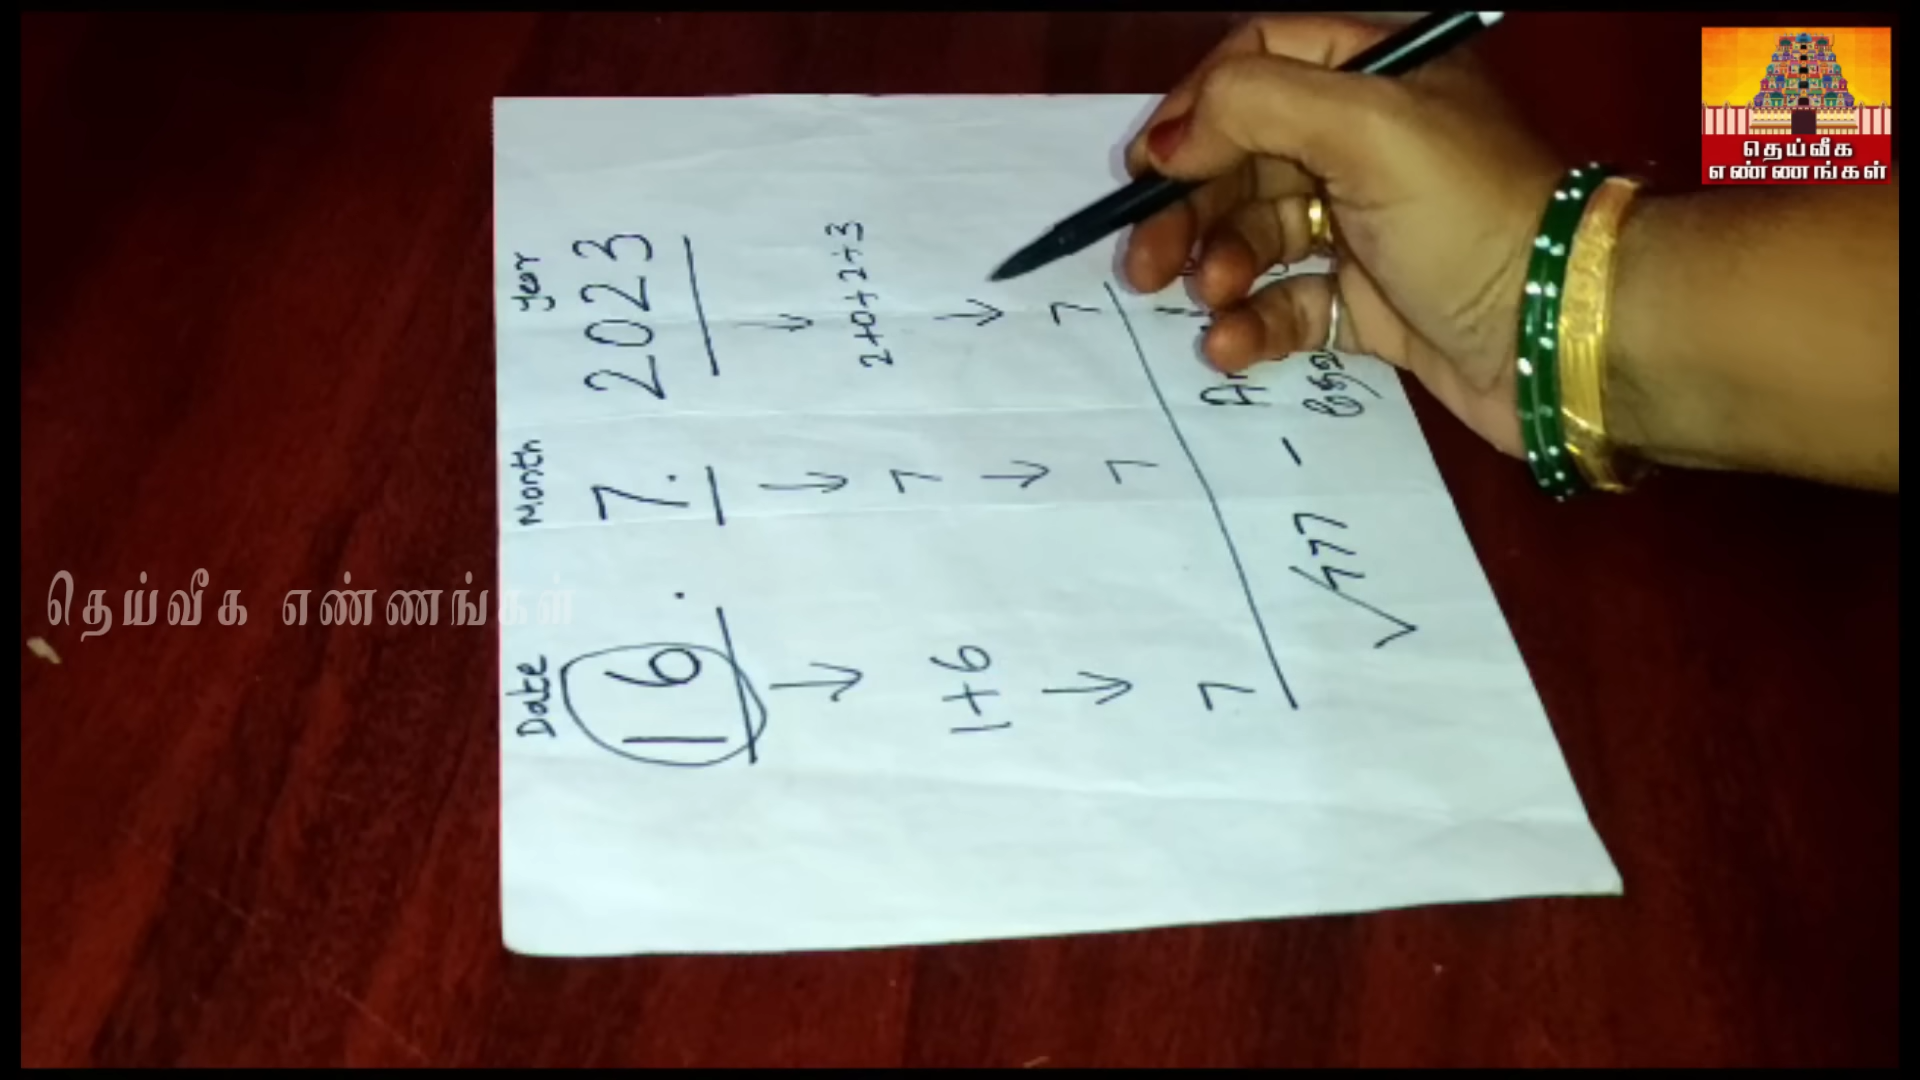 தெய்வீக
எண்ணங்கள்
தெய்வீக எண்ணங்கள்
Date Month Year
16 . 7. 2023
↓ ↓ ↓
1+6 7 2+0+2+3
↓ ↓ ↓
7 7 7
✓777 -